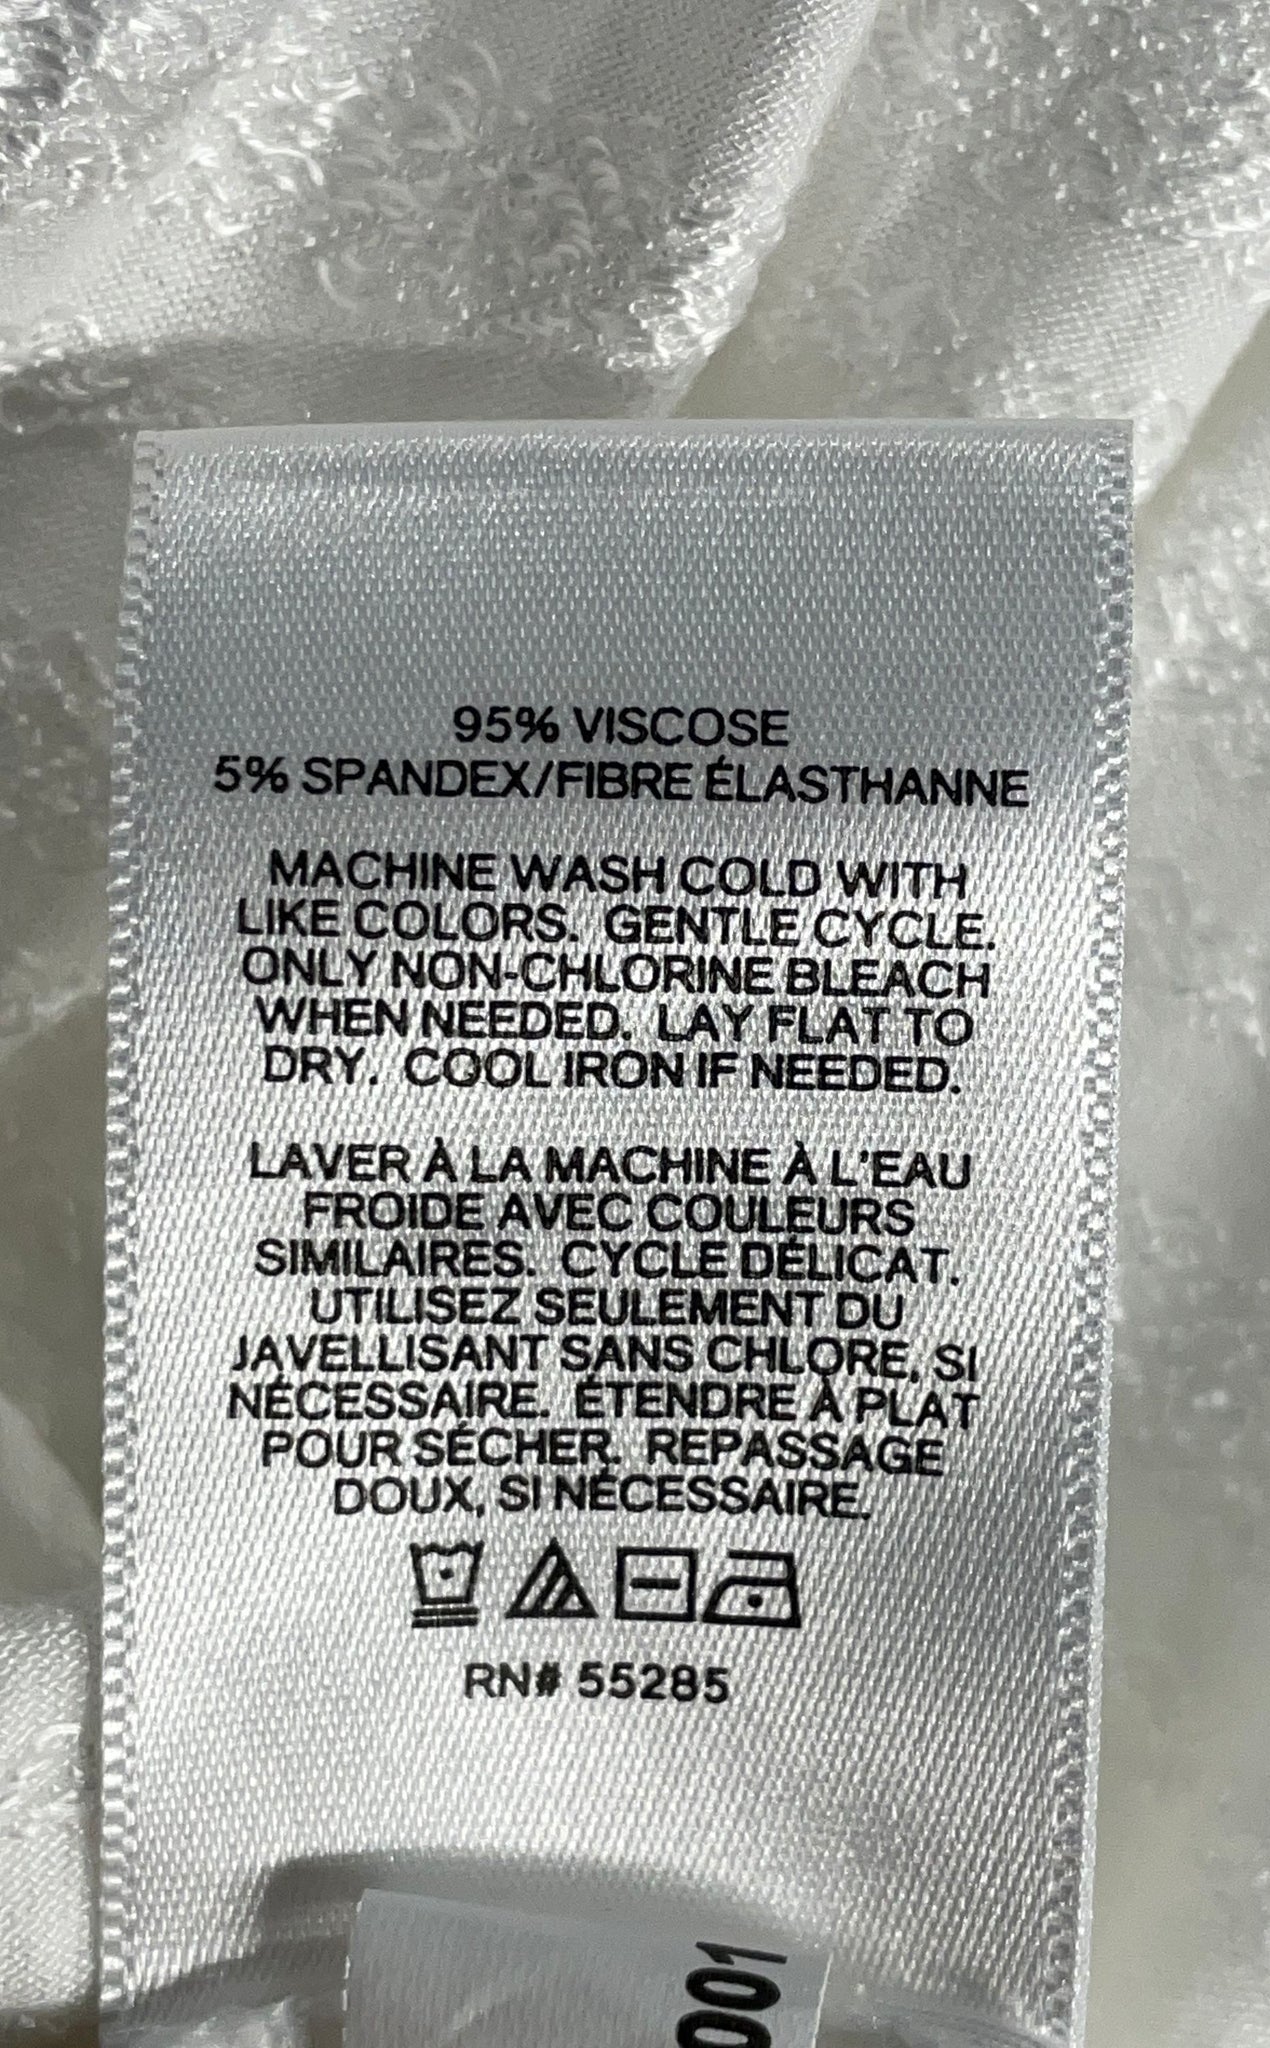 95% VISCOSE
5% SPANDEX/FIBRE ÉLASTHANNE
MACHINE WASH COLD WITH
LIKE COLORS. GENTLE CYCLE.
ONLY NON-CHLORINE BLEACH
WHEN NEEDED. LAY FLAT TO
DRY. COOL IRON IF NEEDED.
LAVER À LA MACHINE À L'EAU
FROIDE AVEC COULEURS
SIMILAIRES. CYCLE DÉLICAT.
UTILISEZ SEULEMENT DU
JAVELLISANT SANS CHLORE, SI
NÉCESSAIRE. ÉTENDRE À PLAT
POUR SÉCHER. REPASSAGE
DOUX, SI NÉCESSAIRE.
RN# 55285
001